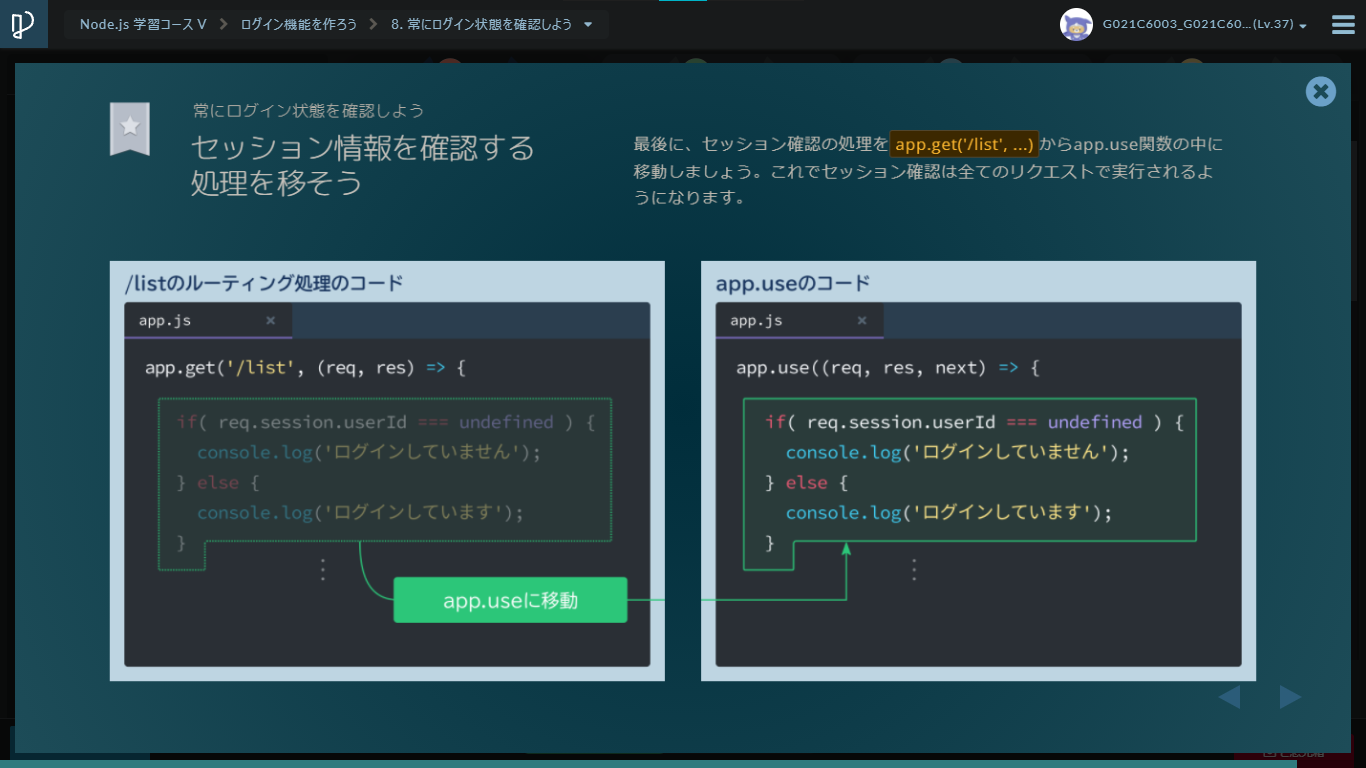 Node.js 学習コース V
ログイン機能を作ろう
8. 常にログイン状態を確認しよう
G021C6003_G021C60...(Lv.37)
常にログイン状態を確認しよう
セッション情報を確認する
処理を移そう
最後に、セッション確認の処理をapp.get('/list', ...)からapp.use関数の中に
移動しましょう。これでセッション確認は全てのリクエストで実行されるよ
うになります。
/listのルーティング処理のコード
app.js ×
app.get('/list', (req, res) => {
if( req.session.userId === undefined ) {
console.log('ログインしていません');
} else {
console.log('ログインしています');
}
⋮
app.useに移動
app.useのコード
app.js ×
app.use((req, res, next) => {
if( req.session.userId === undefined ) {
console.log('ログインしていません');
} else {
console.log('ログインしています');
}
⋮